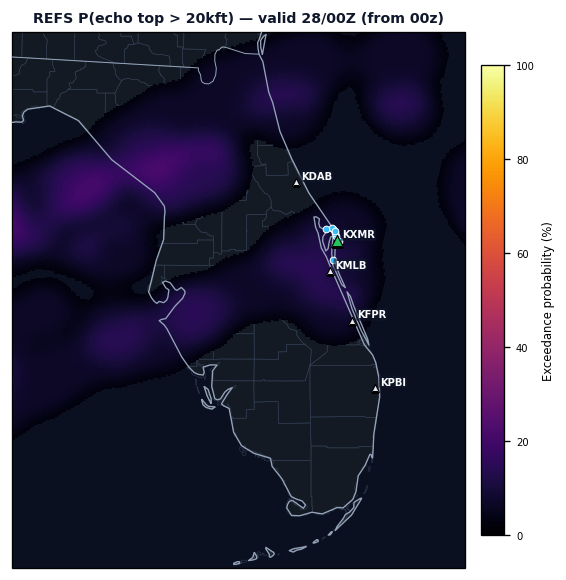 REFS P(echo top > 20kft) — valid 28/00Z (from 00z)
100
80
60
40
20
0
Exceedance probability (%)
KDAB
KXMR
KMLB
KFPR
KPBI